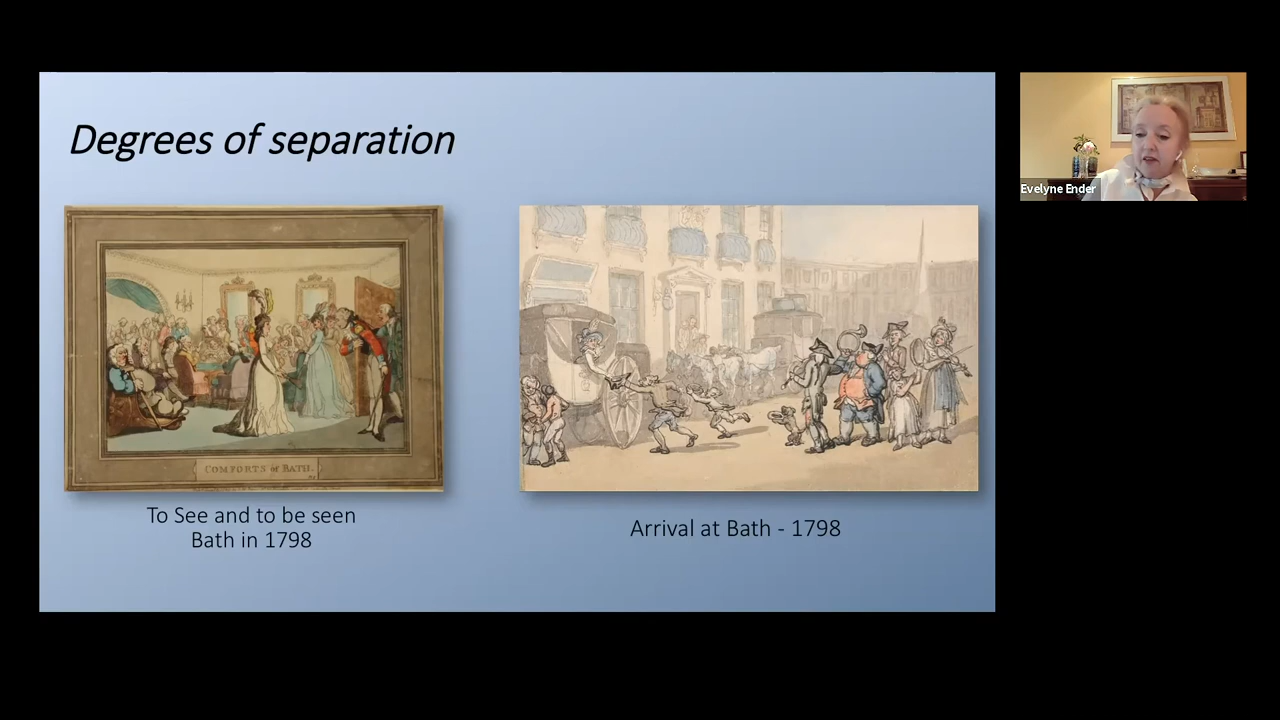 Degrees of separation
Evelyne Ender
COMFORTS of BATH.
To See and to be seen
Bath in 1798
Arrival at Bath - 1798